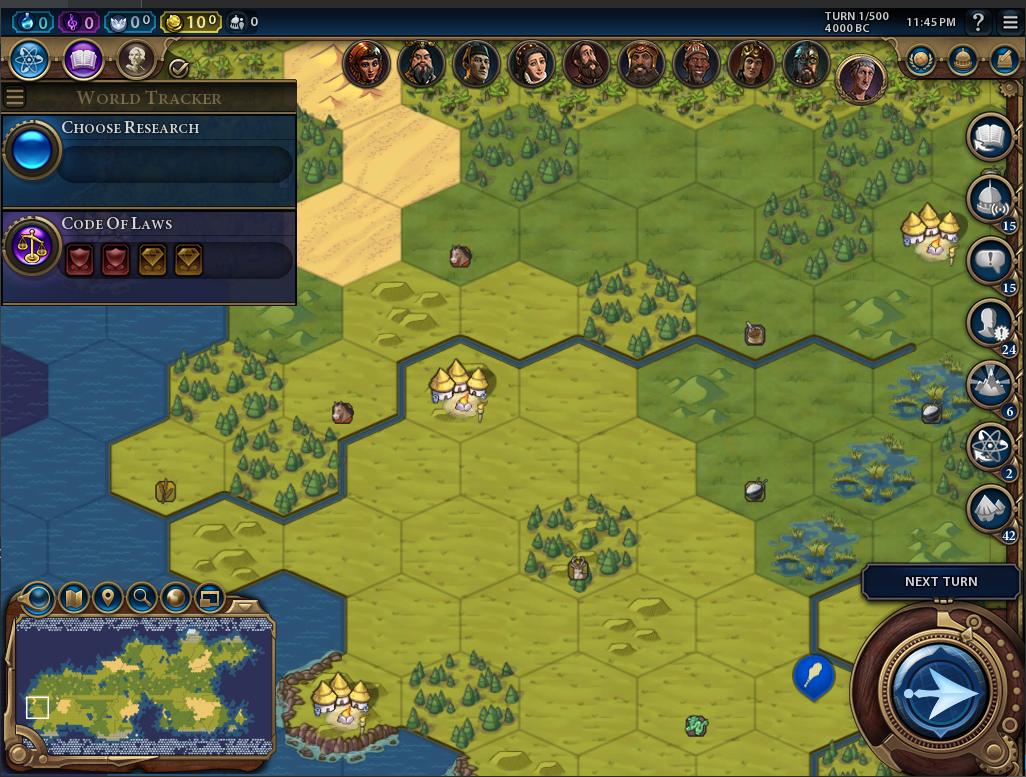 0 0 0⁰ 10⁰ 0
TURN 1/500
4000 BC
11:45 PM
?
WORLD TRACKER
CHOOSE RESEARCH
CODE OF LAWS
15
15
24
6
2
42
NEXT TURN